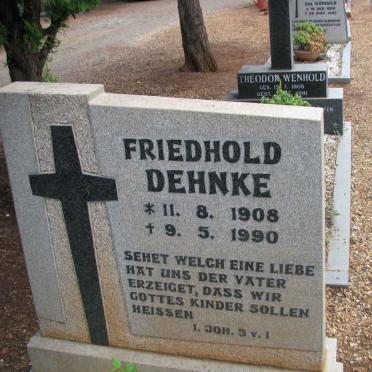 THEODOR WENHOLD
FRIEDHOLD
DEHNKE
* 11. 8. 1908
† 9. 5. 1990
SEHET WELCH EINE LIEBE
HAT UNS DER VATER
ERZEIGET, DASS WIR
GOTTES KINDER SOLLEN
HEISSEN
1. JOH. 3 v. 1